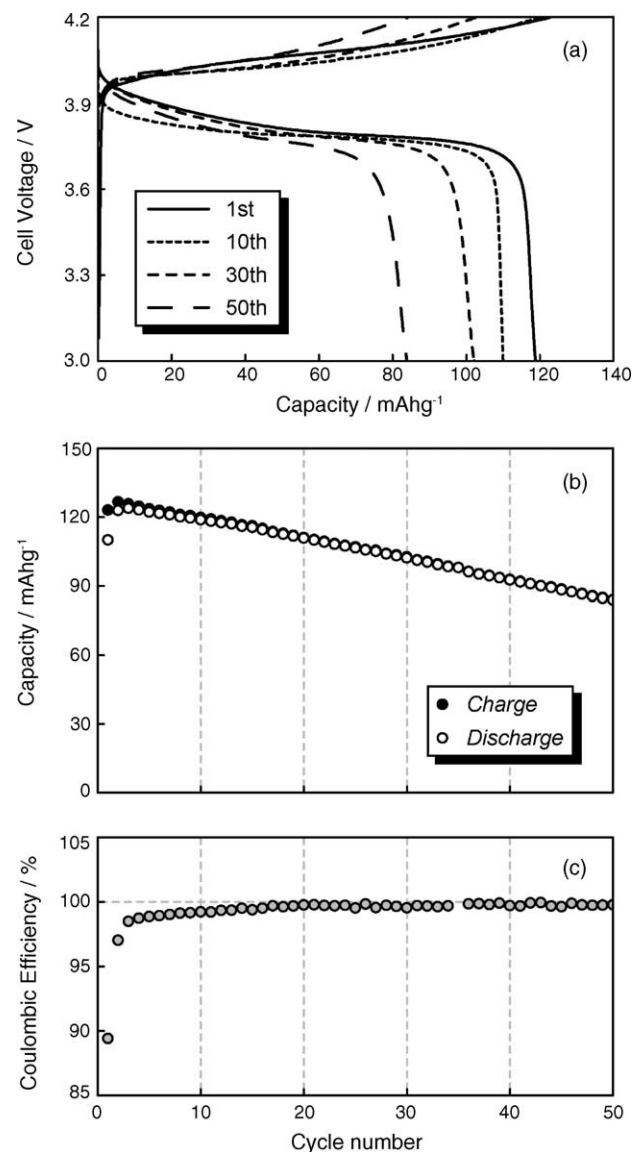 4.2
3.9
3.6
3.3
3.0
Cell Voltage / V
(a)
1st
10th
30th
50th
0 20 40 60 80 100 120 140
Capacity / mAhg⁻¹
150
120
90
60
30
0
Capacity / mAhg⁻¹
(b)
Charge
Discharge
105
100
95
90
85
Coulombic Efficiency / %
(c)
0 10 20 30 40 50
Cycle number